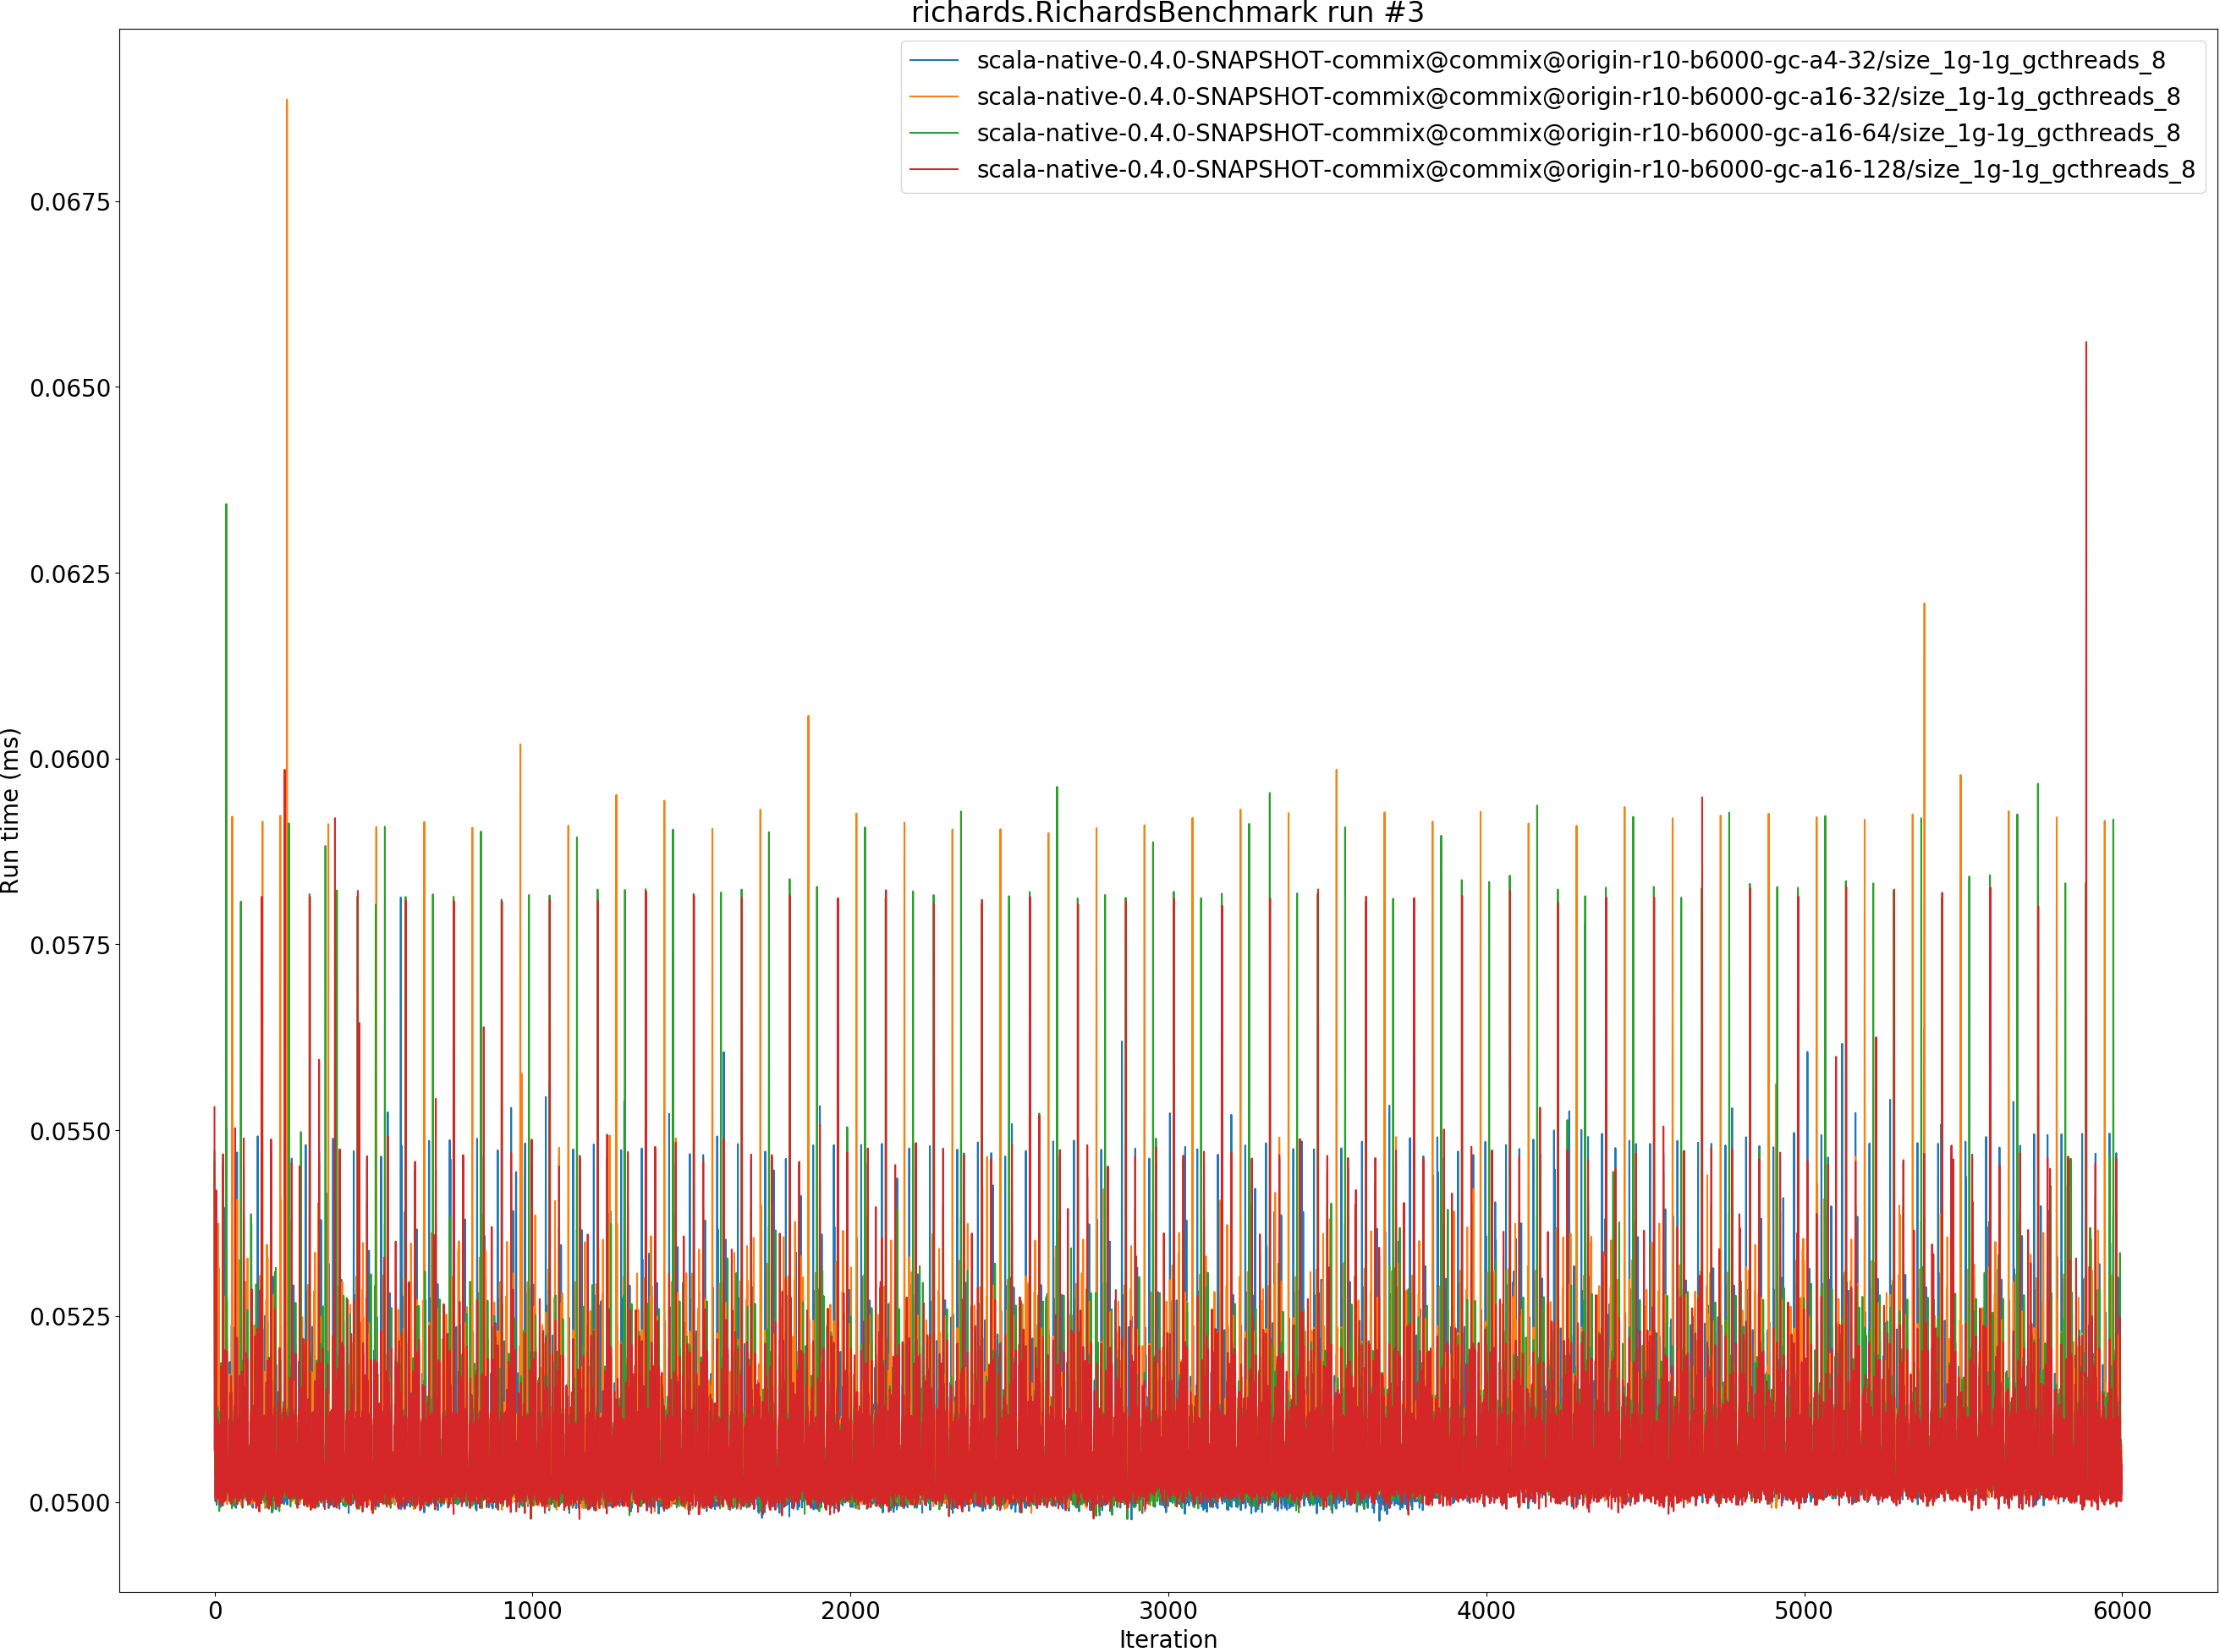 richards.RichardsBenchmark run #3
scala-native-0.4.0-SNAPSHOT-commix@commix@origin-r10-b6000-gc-a4-32/size_1g-1g_gcthreads_8
scala-native-0.4.0-SNAPSHOT-commix@commix@origin-r10-b6000-gc-a16-32/size_1g-1g_gcthreads_8
scala-native-0.4.0-SNAPSHOT-commix@commix@origin-r10-b6000-gc-a16-64/size_1g-1g_gcthreads_8
scala-native-0.4.0-SNAPSHOT-commix@commix@origin-r10-b6000-gc-a16-128/size_1g-1g_gcthreads_8
0.0675
0.0650
0.0625
0.0600
0.0575
0.0550
0.0525
0.0500
Run time (ms)
0 1000 2000 3000 4000 5000 6000
Iteration